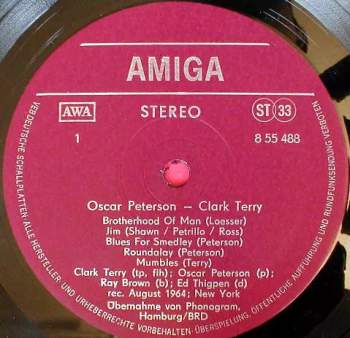 AMIGA
AWA
STEREO
ST 33
1
8 55 488
Oscar Peterson – Clark Terry
Brotherhood Of Man (Loesser)
Jim (Shawn / Petrillo / Ross)
Blues For Smedley (Peterson)
Roundalay (Peterson)
Mumbles (Terry)
Clark Terry (tp, flh); Oscar Peterson (p);
Ray Brown (b); Ed Thigpen (d)
rec. August 1964; New York
Übernahme von Phonogram,
Hamburg/BRD
VEB DEUTSCHE SCHALLPLATTEN · ALLE HERSTELLER- UND URHEBERRECHTE VORBEHALTEN · ÜBERSPIELUNG, ÖFFENTLICHE AUFFÜHRUNG UND RUNDFUNKSENDUNG VERBOTEN